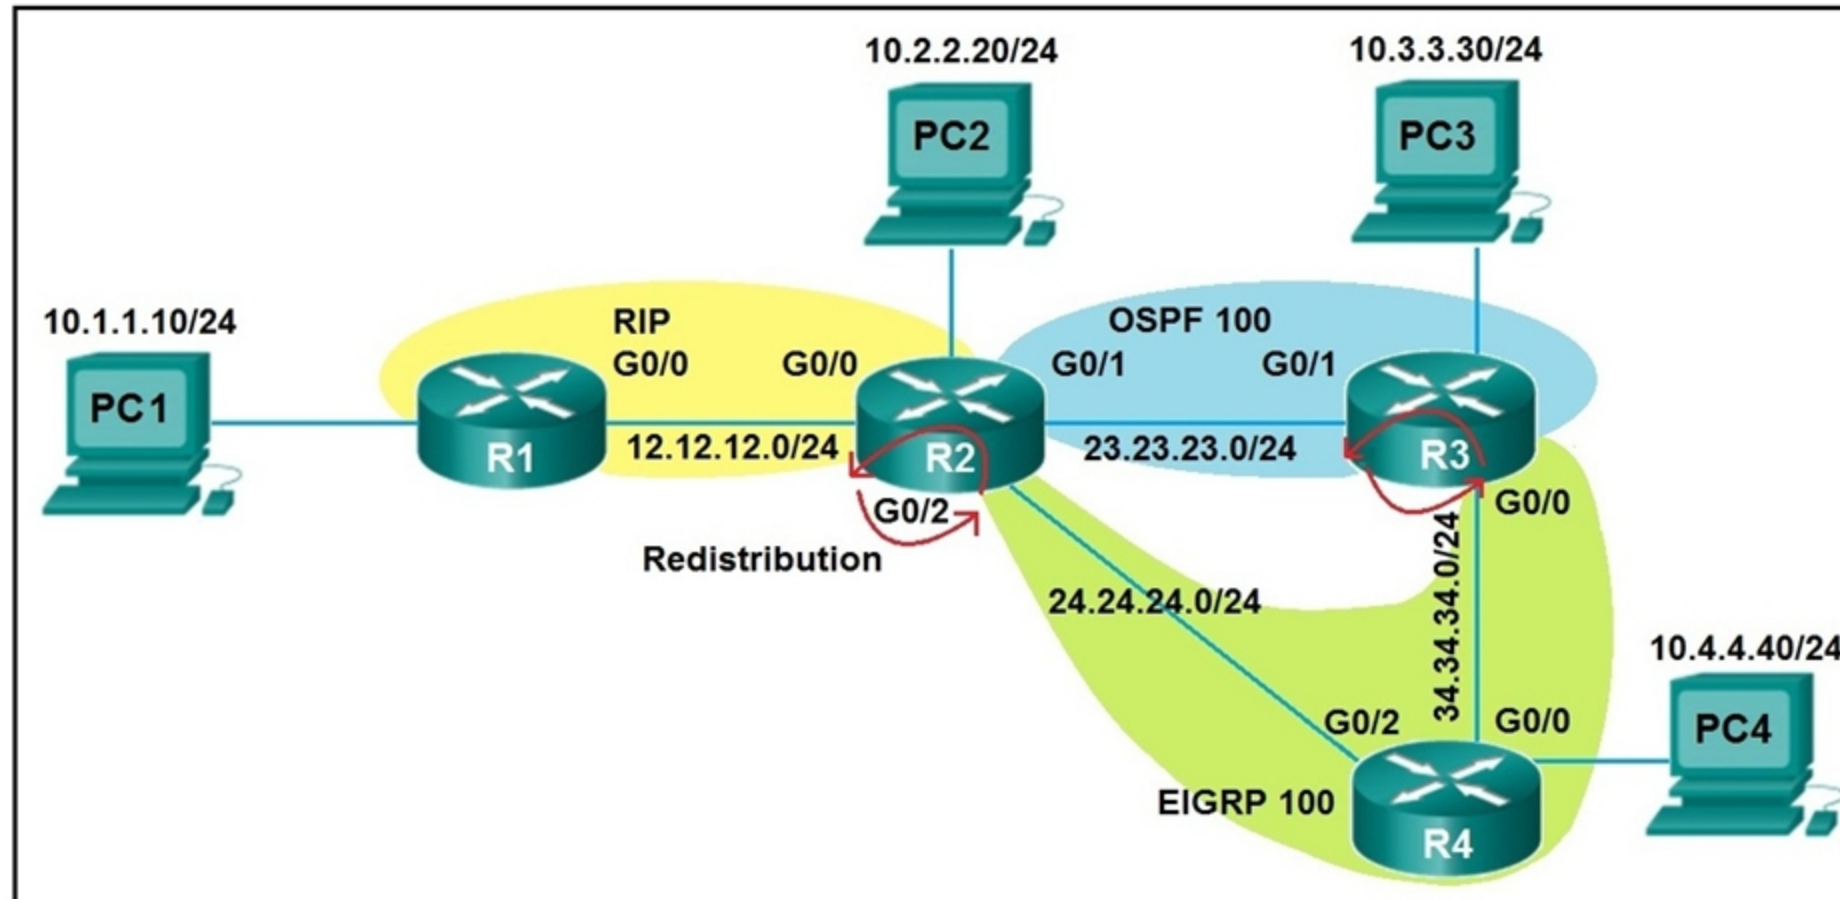 10.2.2.20/24
10.3.3.30/24
PC2
PC3
10.1.1.10/24
RIP
OSPF 100
G0/0
G0/0
G0/1
G0/1
PC1
R1
12.12.12.0/24
R2
23.23.23.0/24
R3
G0/2
G0/0
Redistribution
34.34.34.0/24
24.24.24.0/24
10.4.4.40/24
G0/2
G0/0
PC4
EIGRP 100
R4